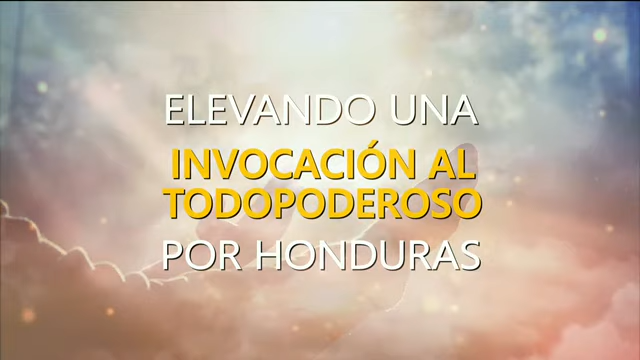 ELEVANDO UNA
INVOCACIÓN AL
TODOPODEROSO
POR HONDURAS